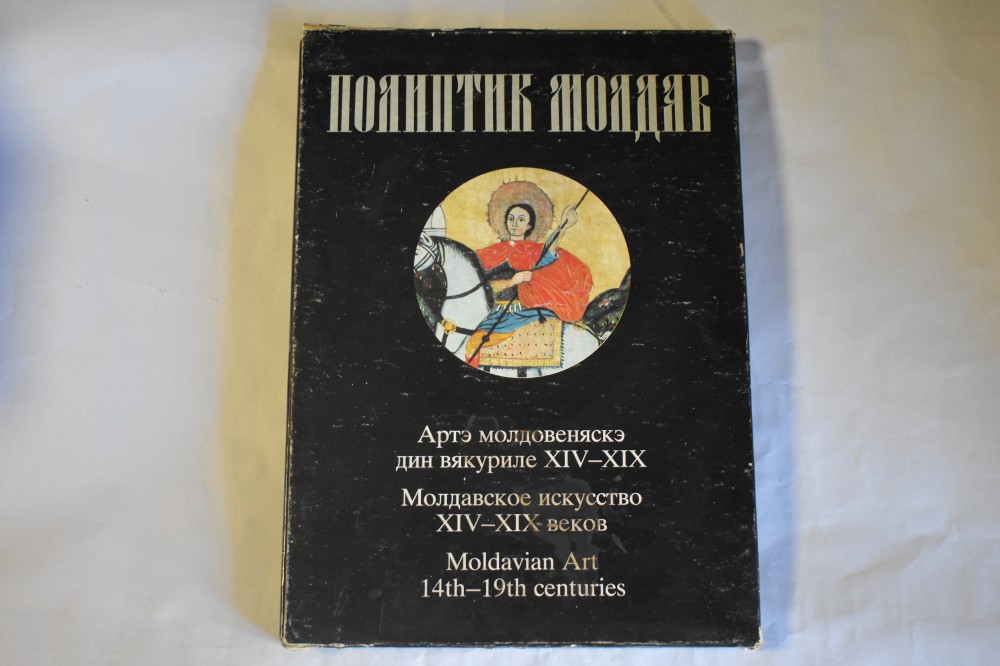 ПОЛИПТИК МОЛДАВ
Артэ молдовеняскэ
дин вякуриле XIV–XIX
Молдавское искусство
XIV–XIX веков
Moldavian Art
14th–19th centuries